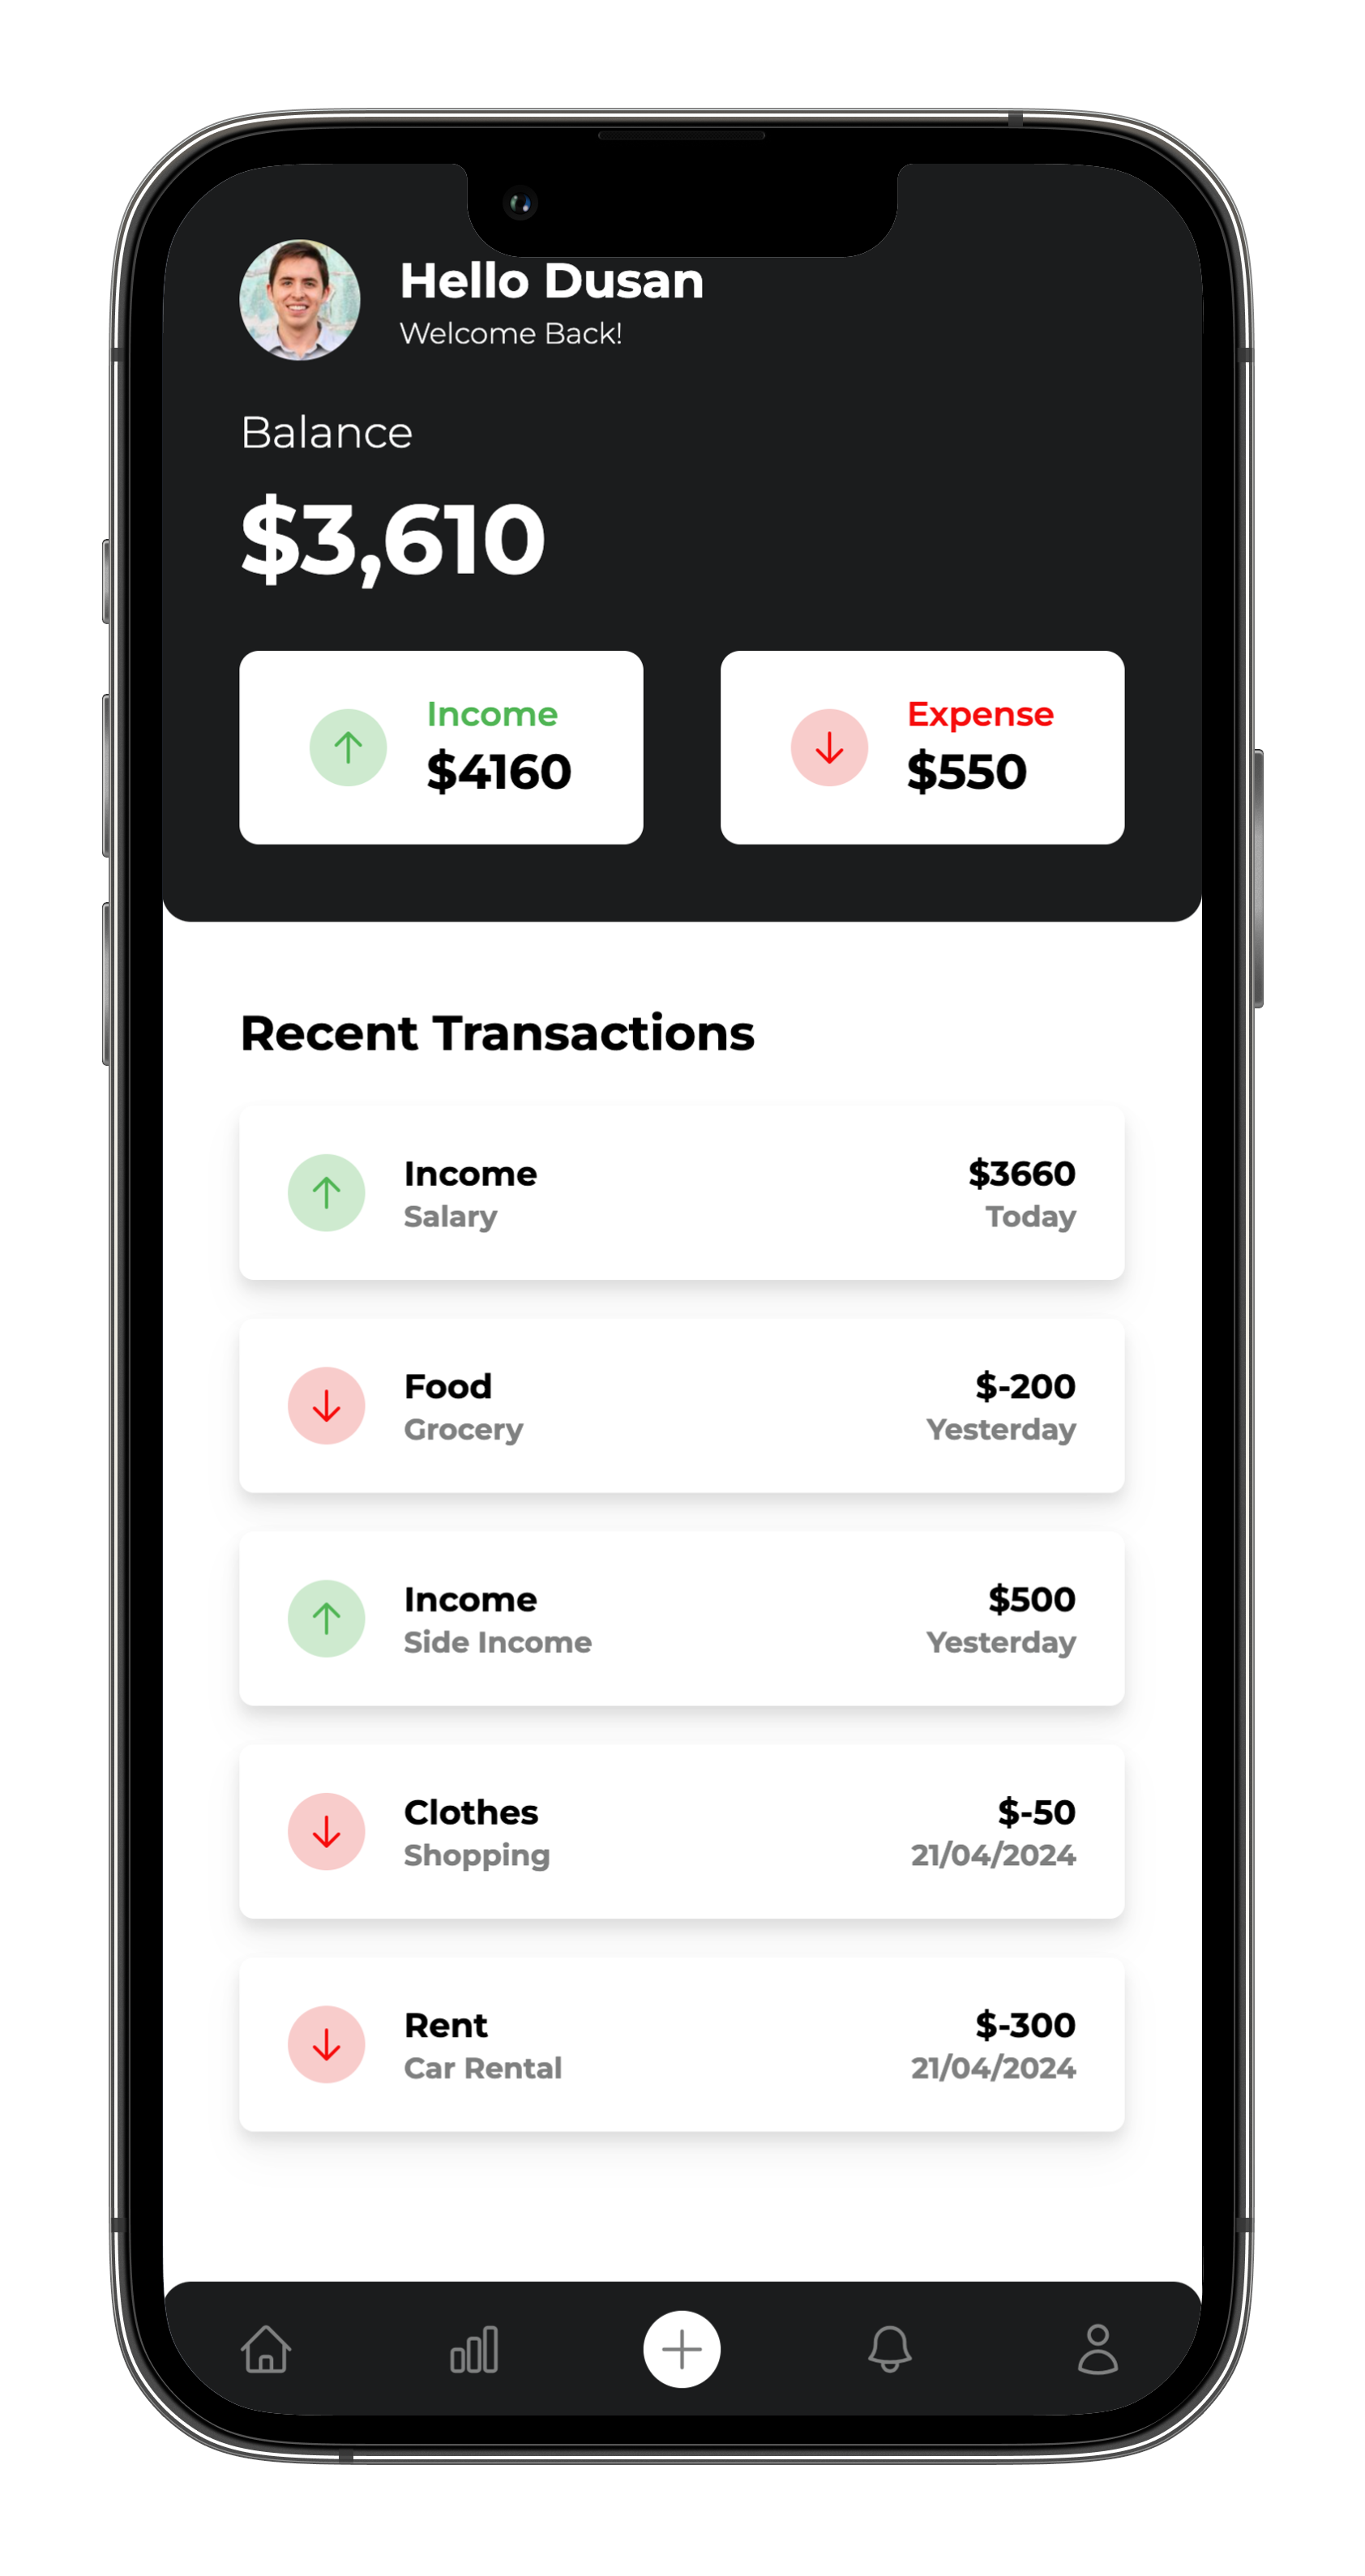 Hello Dusan
Welcome Back!
Balance
$3,610
Income
$4160
Expense
$550
Recent Transactions
Income
$3660
Salary
Today
Food
$-200
Grocery
Yesterday
Income
$500
Side Income
Yesterday
Clothes
$-50
Shopping
21/04/2024
Rent
$-300
Car Rental
21/04/2024